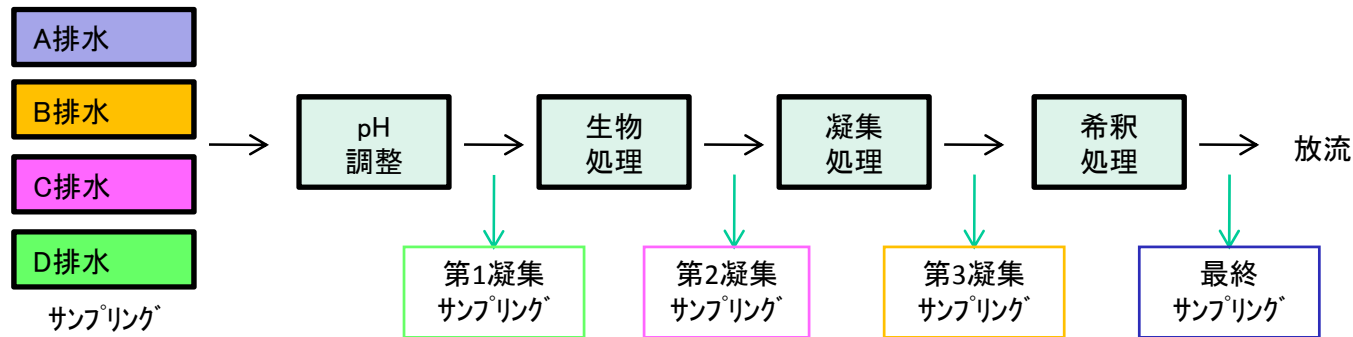 A排水
B排水
C排水
D排水
サンプリング
pH
調整
生物
処理
凝集
処理
希釈
処理
放流
第1凝集
サンプリング
第2凝集
サンプリング
第3凝集
サンプリング
最終
サンプリング